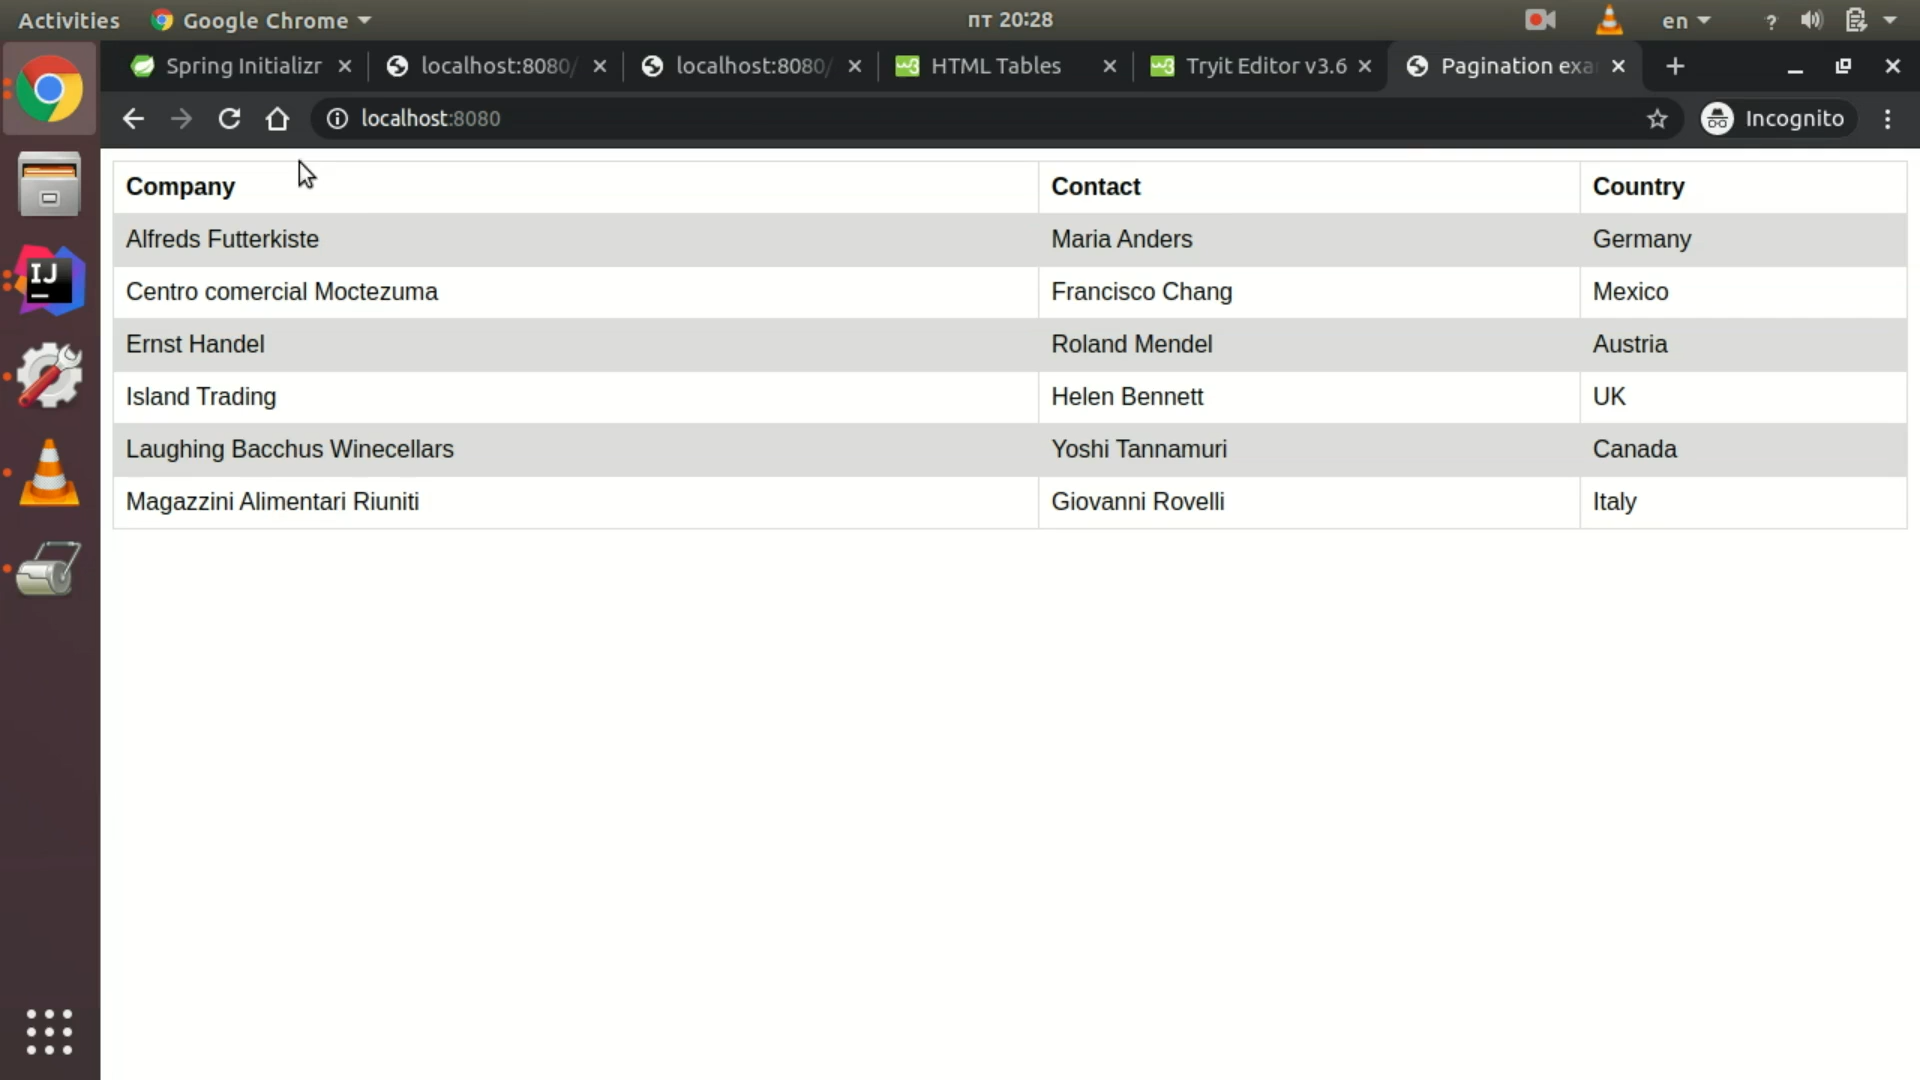 Activities Google Chrome пт 20:28 en ?
Spring Initializr localhost:8080/ localhost:8080/ HTML Tables Tryit Editor v3.6 Pagination exa
localhost:8080 Incognito
Company Contact Country
Alfreds Futterkiste Maria Anders Germany
Centro comercial Moctezuma Francisco Chang Mexico
IJ
Ernst Handel Roland Mendel Austria
Island Trading Helen Bennett UK
Laughing Bacchus Winecellars Yoshi Tannamuri Canada
Magazzini Alimentari Riuniti Giovanni Rovelli Italy